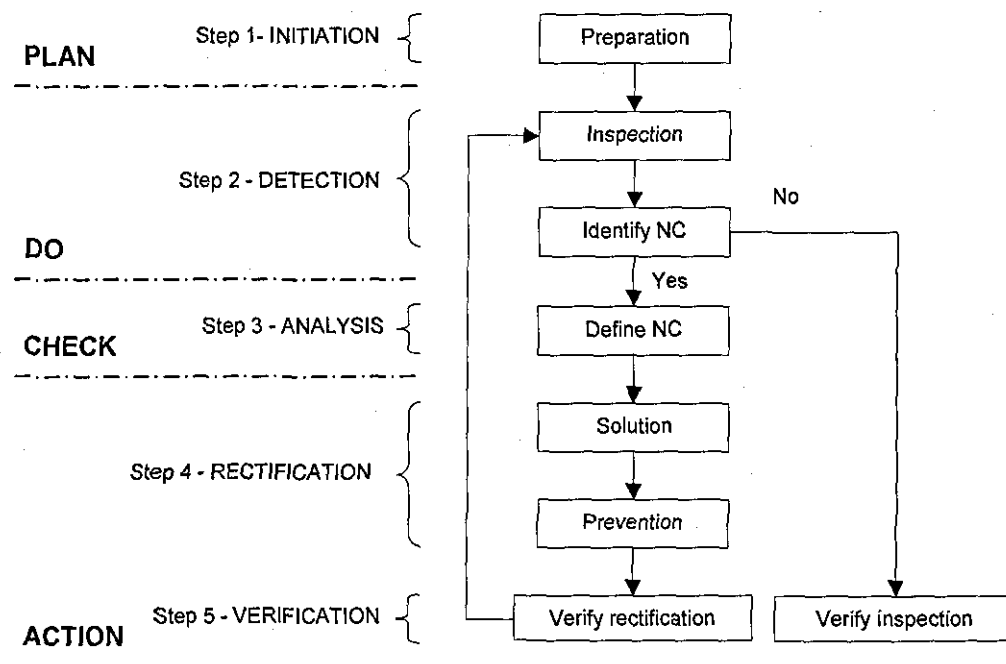 Step 1- INITIATION
Preparation
PLAN
Inspection
Step 2 - DETECTION
No
Identify NC
DO
Yes
Step 3 - ANALYSIS
Define NC
CHECK
Solution
Step 4 - RECTIFICATION
Prevention
Step 5 - VERIFICATION
Verify rectification
Verify inspection
ACTION